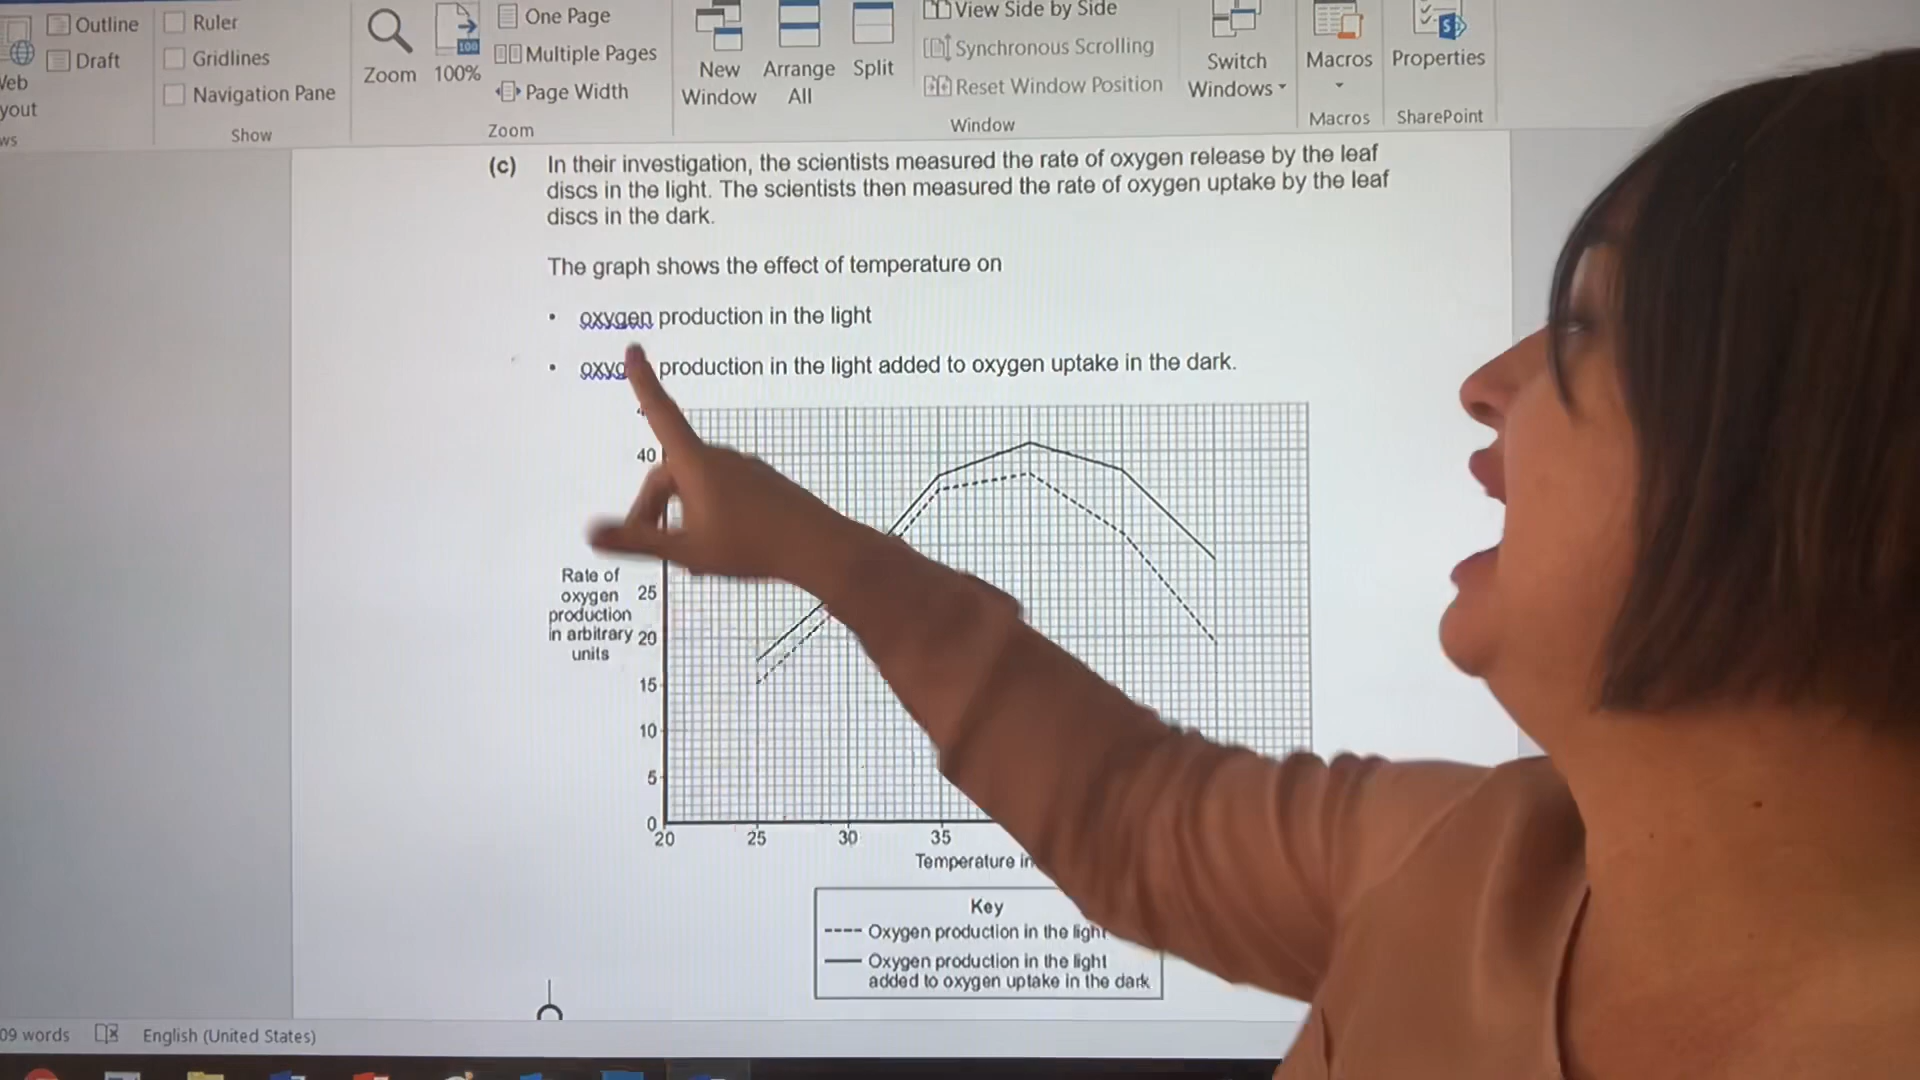 Outline
Draft
yout
Ruler
Gridlines
Navigation Pane
Show
Zoom
100%
One Page
Multiple Pages
Page Width
Zoom
New
Window
Arrange
All
Split
View Side by Side
Synchronous Scrolling
Reset Window Position
Window
Switch
Windows
Macros
Macros
Properties
SharePoint
(c) In their investigation, the scientists measured the rate of oxygen release by the leaf
discs in the light. The scientists then measured the rate of oxygen uptake by the leaf
discs in the dark.
The graph shows the effect of temperature on
• oxygen production in the light
• production in the light added to oxygen uptake in the dark.
40
25
20
15
10
5
0
Rate of
oxygen
production
in arbitrary
units
20 25 30 35
Temperature in
Key
Oxygen production in the light
Oxygen production in the light
added to oxygen uptake in the dark
09 words
English (United States)